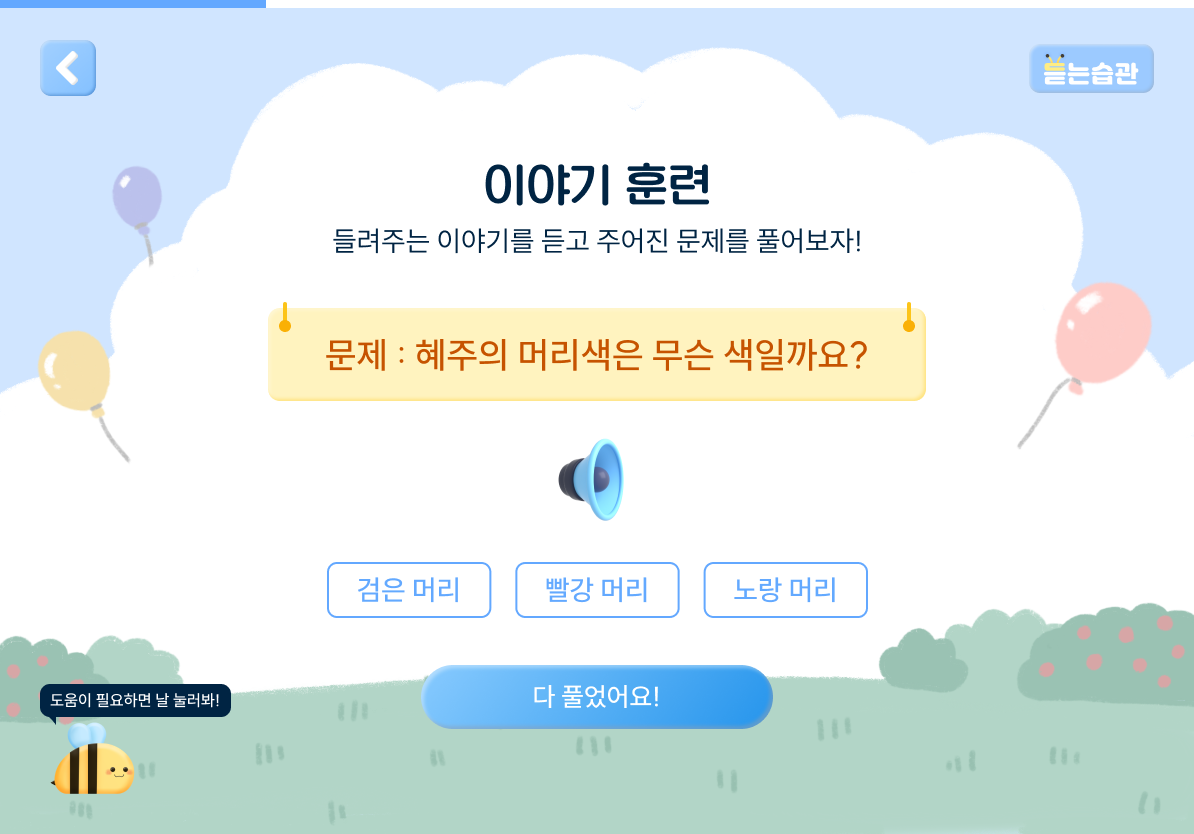 듣는습관
이야기 훈련
들려주는 이야기를 듣고 주어진 문제를 풀어보자!
문제 : 혜주의 머리색은 무슨 색일까요?
검은 머리
빨강 머리
노랑 머리
다 풀었어요!
도움이 필요하면 날 눌러봐!